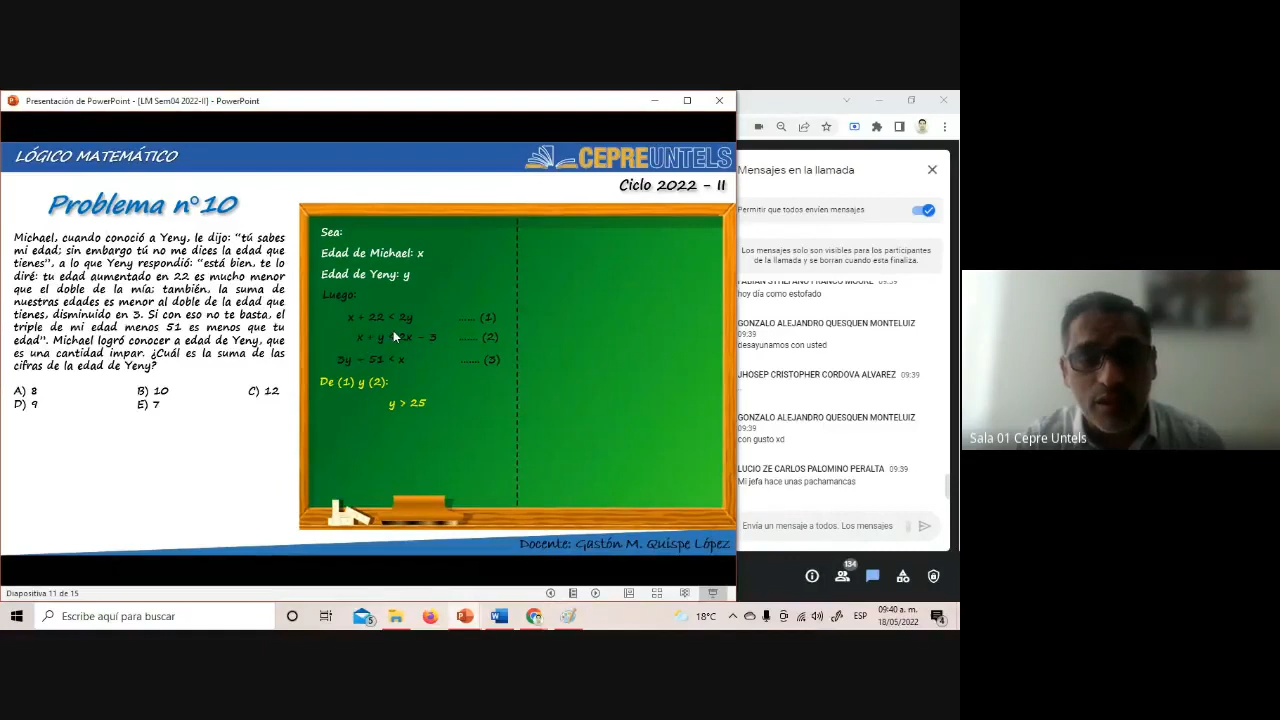 Presentación de PowerPoint - [LM Sem04 2022-II] - PowerPoint
LÓGICO MATEMÁTICO
CEPREUNTELS
Ciclo 2022 - II
Problema n°10
Michael, cuando conoció a Yeny, le dijo: "tú sabes
mi edad; sin embargo tú no me dices la edad que
tienes", a lo que Yeny respondió: "está bien, te lo
diré: tu edad aumentado en 22 es mucho menor
que el doble de la mía; también, la suma de
nuestras edades es menor al doble de la edad que
tienes, disminuido en 3. Si con eso no te basta, el
triple de mi edad menos 51 es menos que tu
edad". Michael logró conocer a edad de Yeny, que
es una cantidad impar. ¿Cuál es la suma de las
cifras de la edad de Yeny?
A) 8 B) 10 C) 12
D) 9 E) 7
Sea:
Edad de Michael: x
Edad de Yeny: y
Luego:
x + 22 < 2y ...... (1)
x + y < 2x - 3 ...... (2)
3y - 51 < x ....... (3)
De (1) y (2):
y > 25
Docente: Gastón M. Quispe López
Diapositiva 11 de 15
Mensajes en la llamada
Permitir que todos envíen mensajes
Los mensajes solo son visibles para los participantes
de la llamada y se borran cuando esta finaliza.
hoy día como estofado
GONZALO ALEJANDRO QUESQUEN MONTELUIZ
09:39
desayunamos con usted
JHOSEP CRISTOPHER CORDOVA ALVAREZ 09:39
GONZALO ALEJANDRO QUESQUEN MONTELUIZ
09:39
con gusto xd
LUCIO ZE CARLOS PALOMINO PERALTA 09:39
Mi jefa hace unas pachamancas
Envía un mensaje a todos. Los mensajes
134
Sala 01 Cepre Untels
Escribe aquí para buscar
5
18°C
ESP
09:40 a. m.
18/05/2022
4